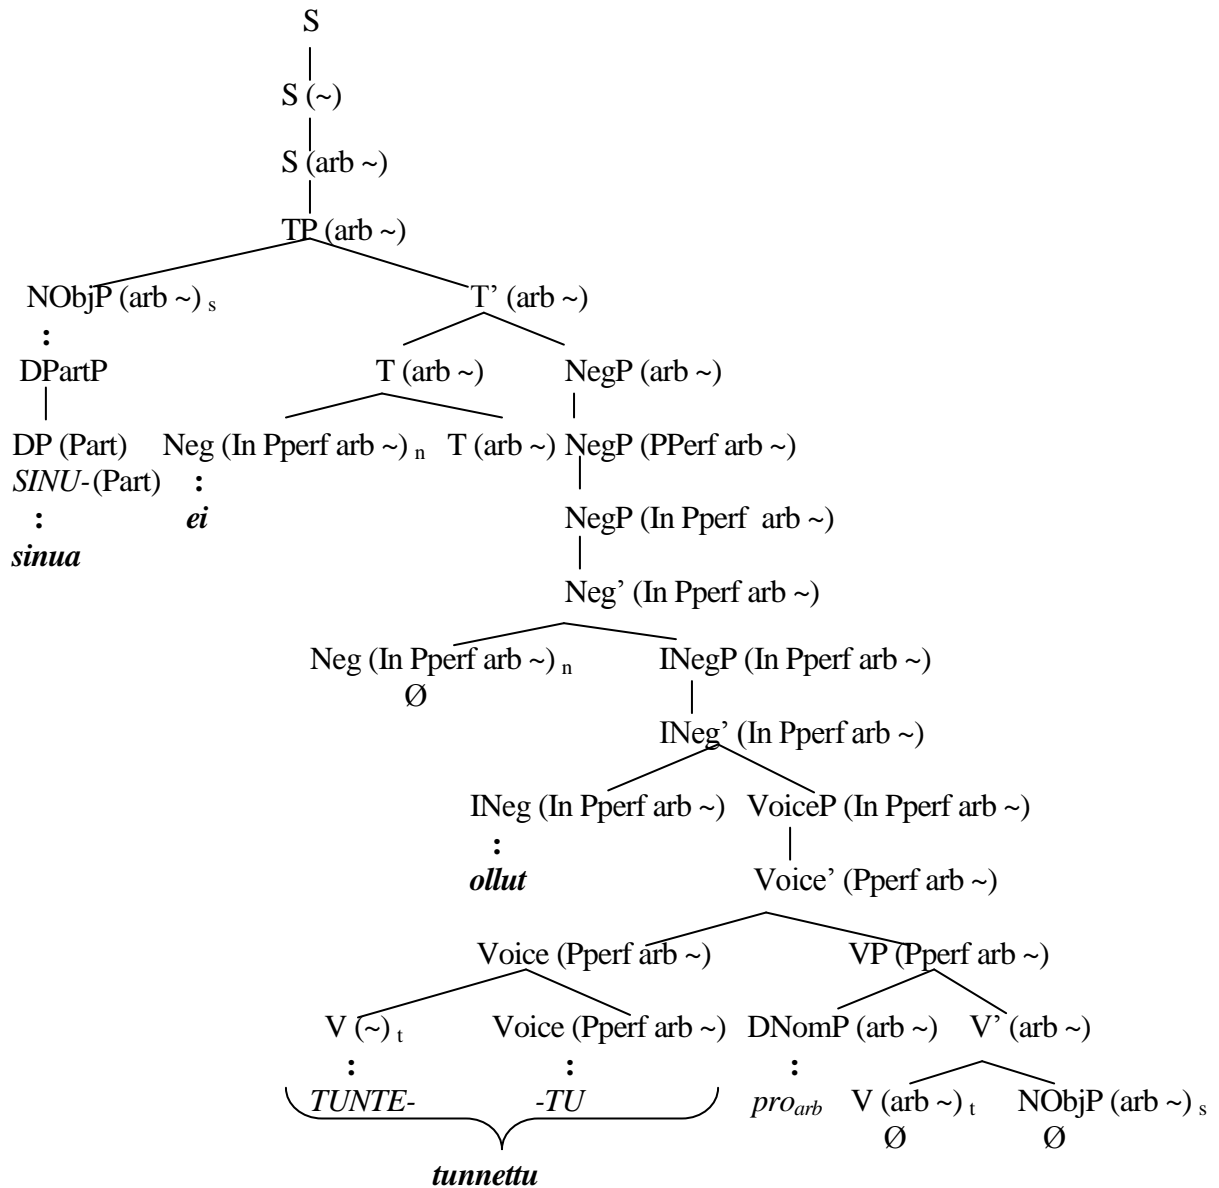 S
S (~)
S (arb ~)
TP (arb ~)
NObjP (arb ~) s T’ (arb ~)
:
DPartP T (arb ~) NegP (arb ~)
DP (Part) Neg (In Pperf arb ~) n T (arb ~) NegP (PPerf arb ~)
SINU- (Part) :
: ei NegP (In Pperf arb ~)
sinua
Neg’ (In Pperf arb ~)
Neg (In Pperf arb ~) n INegP (In Pperf arb ~)
Ø
INeg’ (In Pperf arb ~)
INeg (In Pperf arb ~) VoiceP (In Pperf arb ~)
:
ollut Voice’ (Pperf arb ~)
Voice (Pperf arb ~) VP (Pperf arb ~)
V (~) t Voice (Pperf arb ~) DNomP (arb ~) V’ (arb ~)
: : :
TUNTE- -TU pro arb V (arb ~) t NObjP (arb ~) s
Ø Ø
tunnettu